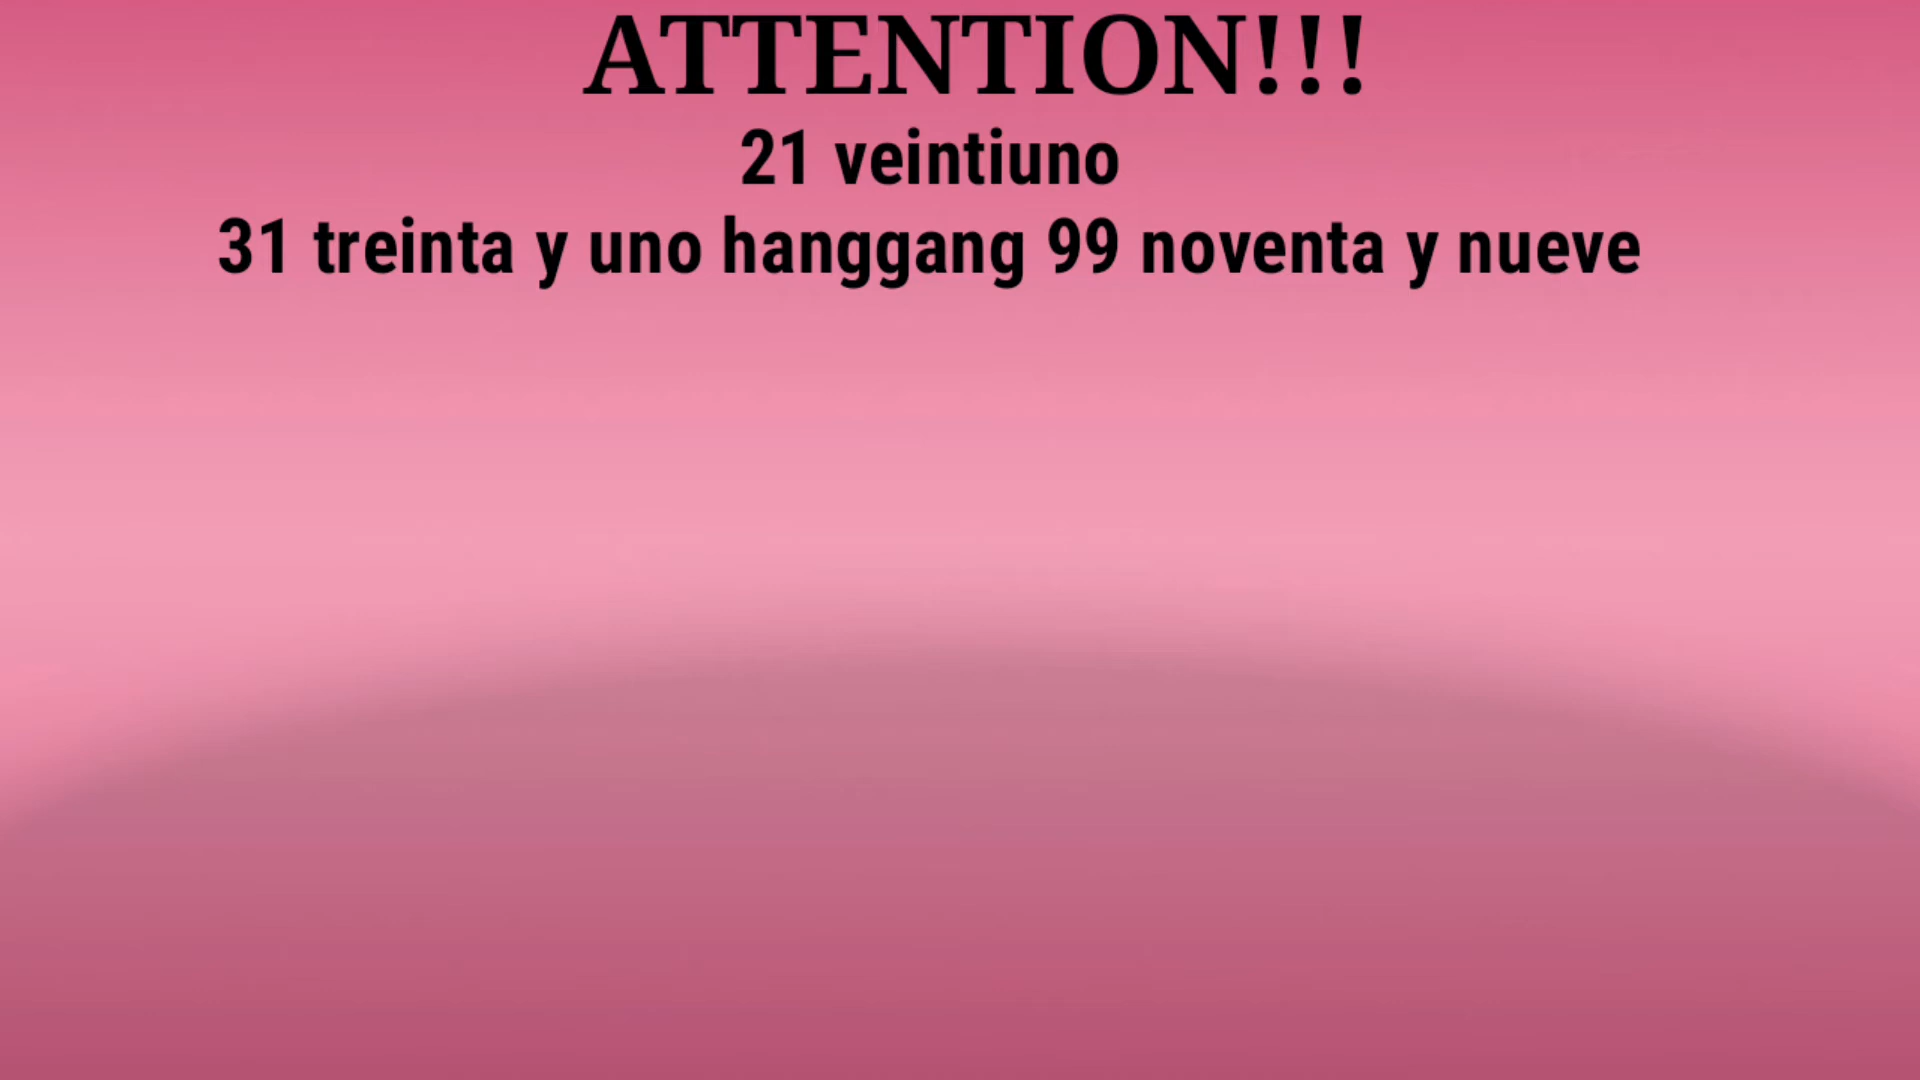 ATTENTION!!!
21 veintiuno
31 treinta y uno hanggang 99 noventa y nueve